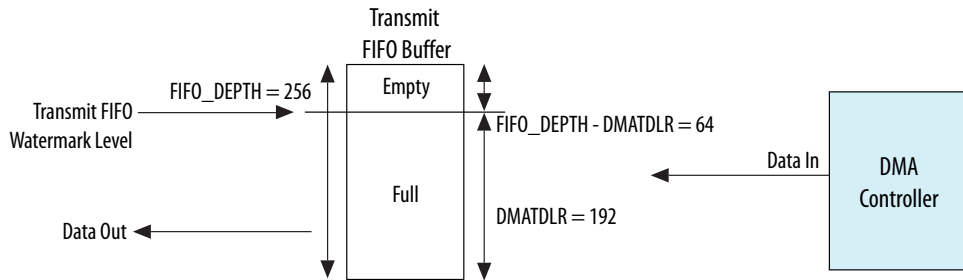 Transmit
FIFO Buffer
FIFO_DEPTH = 256
Empty
Transmit FIFO
Watermark Level
FIFO_DEPTH - DMATDLR = 64
Data In
DMA
Controller
Full
DMATDLR = 192
Data Out